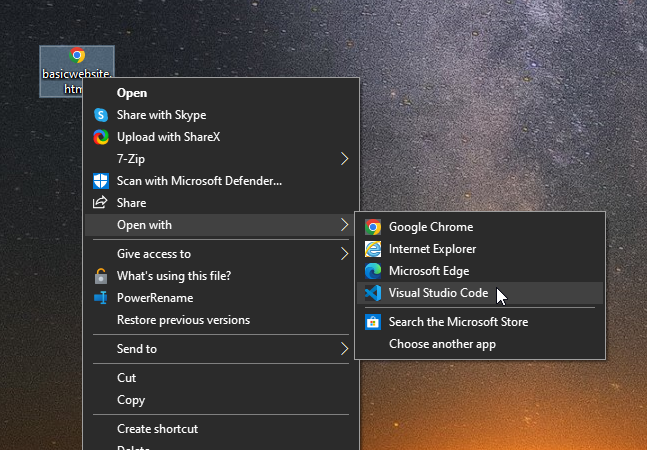 basicwebsite.
htm
Open
Share with Skype
Upload with ShareX
7-Zip
Scan with Microsoft Defender...
Share
Open with
Give access to
What's using this file?
PowerRename
Restore previous versions
Send to
Cut
Copy
Create shortcut
Delete
Google Chrome
Internet Explorer
Microsoft Edge
Visual Studio Code
Search the Microsoft Store
Choose another app